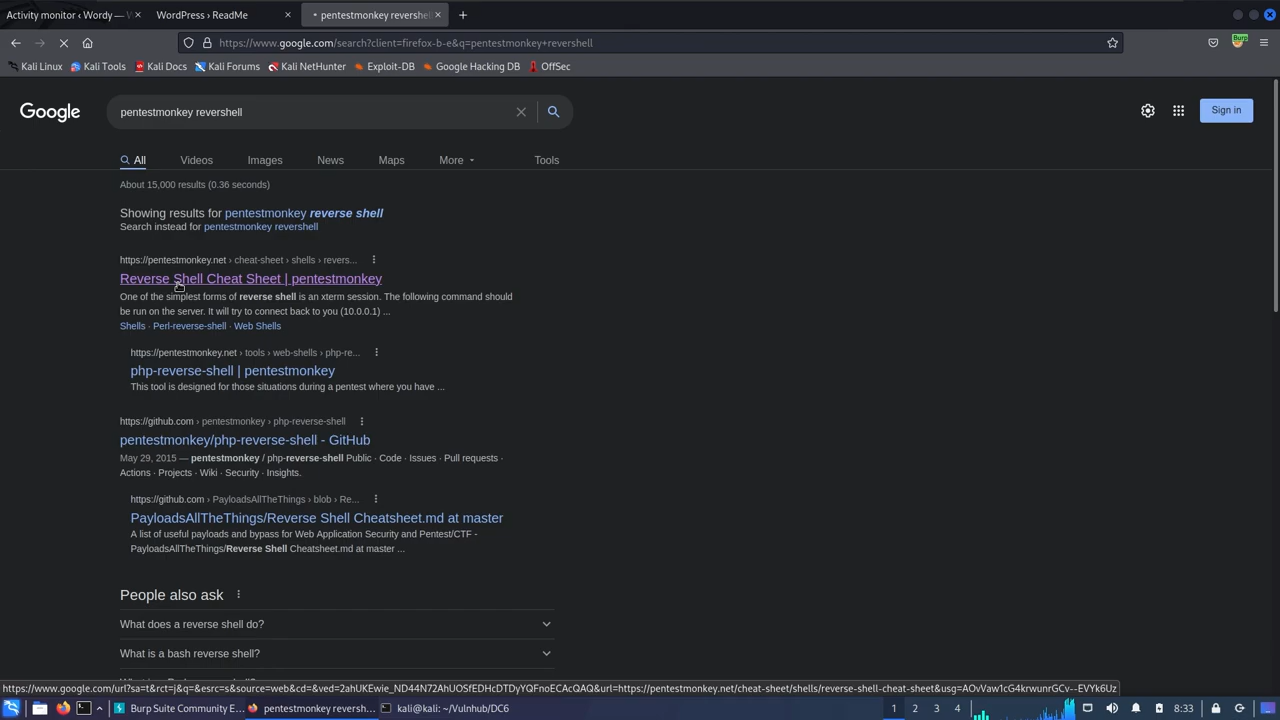 Activity monitor ‹ Wordy —
WordPress › ReadMe
pentestmonkey revershell
https://www.google.com/search?client=firefox-b-e&q=pentestmonkey+revershell
Burp
Kali Linux
Kali Tools
Kali Docs
Kali Forums
Kali NetHunter
Exploit-DB
Google Hacking DB
OffSec
Google
pentestmonkey revershell
Sign in
All
Videos
Images
News
Maps
More
Tools
About 15,000 results (0.36 seconds)
Showing results for pentestmonkey reverse shell
Search instead for pentestmonkey revershell
https://pentestmonkey.net › cheat-sheet › shells › revers...
Reverse Shell Cheat Sheet | pentestmonkey
One of the simplest forms of reverse shell is an xterm session. The following command should
be run on the server. It will try to connect back to you (10.0.0.1) ...
Shells · Perl-reverse-shell · Web Shells
https://pentestmonkey.net › tools › web-shells › php-re...
php-reverse-shell | pentestmonkey
This tool is designed for those situations during a pentest where you have ...
https://github.com › pentestmonkey › php-reverse-shell
pentestmonkey/php-reverse-shell - GitHub
May 29, 2015 — pentestmonkey / php-reverse-shell Public · Code · Issues · Pull requests ·
Actions · Projects · Wiki · Security · Insights.
https://github.com › PayloadsAllTheThings › blob › Re...
PayloadsAllTheThings/Reverse Shell Cheatsheet.md at master
A list of useful payloads and bypass for Web Application Security and Pentest/CTF -
PayloadsAllTheThings/Reverse Shell Cheatsheet.md at master ...
People also ask
What does a reverse shell do?
What is a bash reverse shell?
https://www.google.com/url?sa=t&rct=j&q=&esrc=s&source=web&cd=&ved=2ahUKEwie_ND44N72AhUOSfEDHcDTDyYQFnoECAcQAQ&url=https://pentestmonkey.net/cheat-sheet/shells/reverse-shell-cheat-sheet&usg=AOvVaw1cG4krwunrGCv--EVYk6Uz
Burp Suite Community E...
pentestmonkey reversh...
kali@kali: ~/Vulnhub/DC6
1
2
3
4
8:33